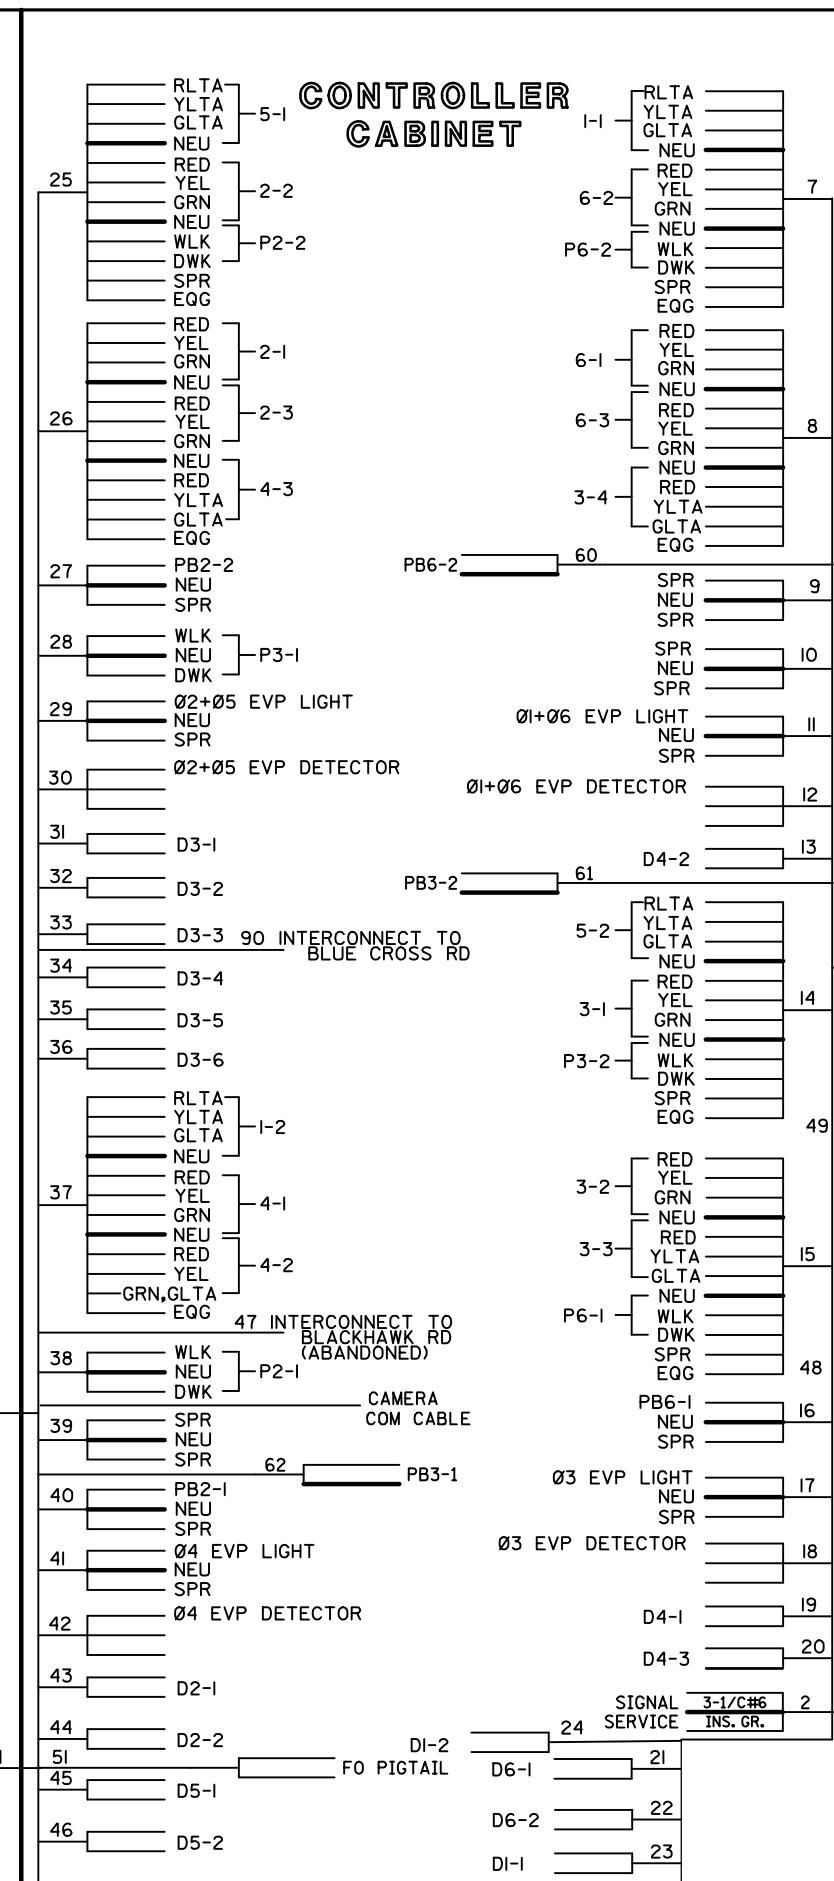 CONTROLLER
CABINET
25
RLTA
YLTA
GLTA
NEU
5-1
RED
YEL
GRN
NEU
2-2
WLK
DWK
P2-2
SPR
EQG
26
RED
YEL
GRN
NEU
2-1
RED
YEL
GRN
NEU
2-3
RED
YLTA
GLTA
4-3
EQG
27
PB2-2
NEU
SPR
28
WLK
NEU
DWK
P3-1
29
Ø2+Ø5 EVP LIGHT
NEU
SPR
30
Ø2+Ø5 EVP DETECTOR
31
D3-1
32
D3-2
33
D3-3
90 INTERCONNECT TO
BLUE CROSS RD
34
D3-4
35
D3-5
36
D3-6
37
RLTA
YLTA
GLTA
NEU
1-2
RED
YEL
GRN
NEU
4-1
RED
YEL
GRN,GLTA
4-2
EQG
47 INTERCONNECT TO
BLACKHAWK RD
(ABANDONED)
38
WLK
NEU
DWK
P2-1
CAMERA
COM CABLE
39
SPR
NEU
SPR
62
PB3-1
40
PB2-1
NEU
SPR
41
Ø4 EVP LIGHT
NEU
SPR
42
Ø4 EVP DETECTOR
43
D2-1
44
D2-2
51
FO PIGTAIL
45
D5-1
46
D5-2
1-1
RLTA
YLTA
GLTA
NEU
7
6-2
RED
YEL
GRN
NEU
P6-2
WLK
DWK
SPR
EQG
6-1
RED
YEL
GRN
NEU
8
6-3
RED
YEL
GRN
NEU
3-4
RED
YLTA
GLTA
EQG
PB6-2
60
SPR
NEU
SPR
9
SPR
NEU
SPR
10
Ø1+Ø6 EVP LIGHT
NEU
SPR
11
Ø1+Ø6 EVP DETECTOR
12
D4-2
13
PB3-2
61
5-2
RLTA
YLTA
GLTA
NEU
14
3-1
RED
YEL
GRN
NEU
P3-2
WLK
DWK
SPR
EQG
49
3-2
RED
YEL
GRN
NEU
15
3-3
RED
YLTA
GLTA
NEU
P6-1
WLK
DWK
SPR
EQG
48
PB6-1
NEU
SPR
16
Ø3 EVP LIGHT
NEU
SPR
17
Ø3 EVP DETECTOR
18
D4-1
19
D4-3
20
SIGNAL
SERVICE
3-1/C#6
INS. GR.
2
D1-2
24
D6-1
21
D6-2
22
D1-1
23